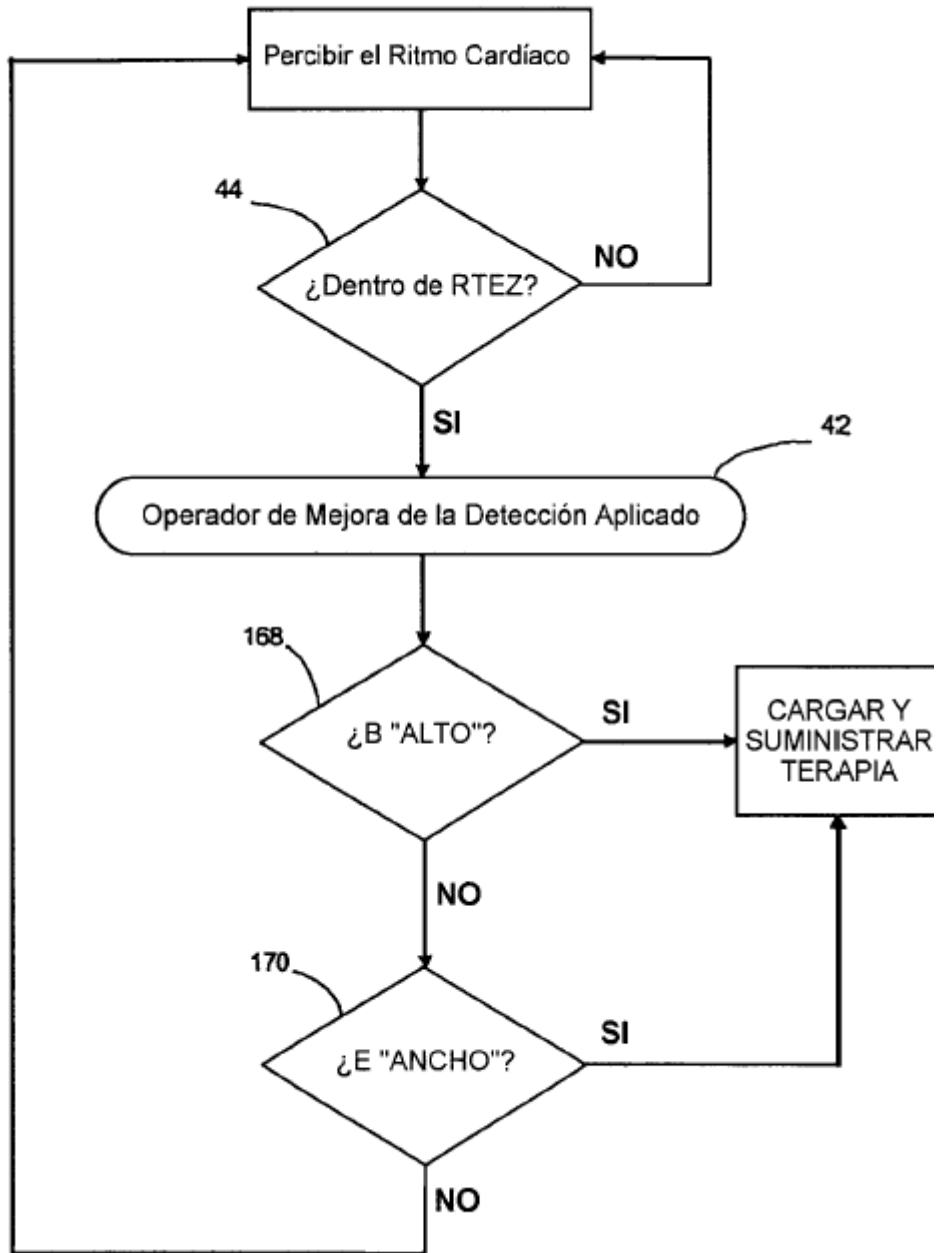 Percibir el Ritmo Cardíaco
44
¿Dentro de RTEZ?
NO
SI
42
Operador de Mejora de la Detección Aplicado
168
¿B "ALTO"?
SI
CARGAR Y
SUMINISTRAR
TERAPIA
NO
170
¿E "ANCHO"?
SI
NO